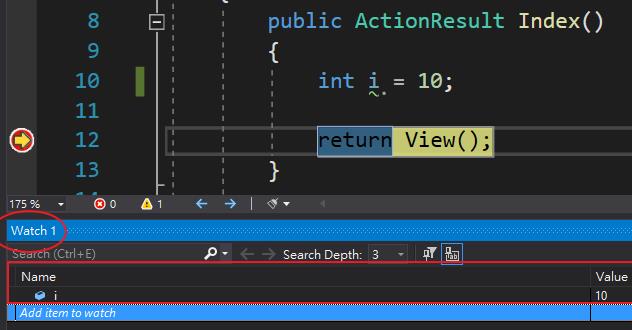 8 public ActionResult Index()
9 {
10 int i = 10;
11
12 return View();
13 }
175 % 0 1
Watch 1
Search (Ctrl+E) Search Depth: 3
Name Value
i 10
Add item to watch